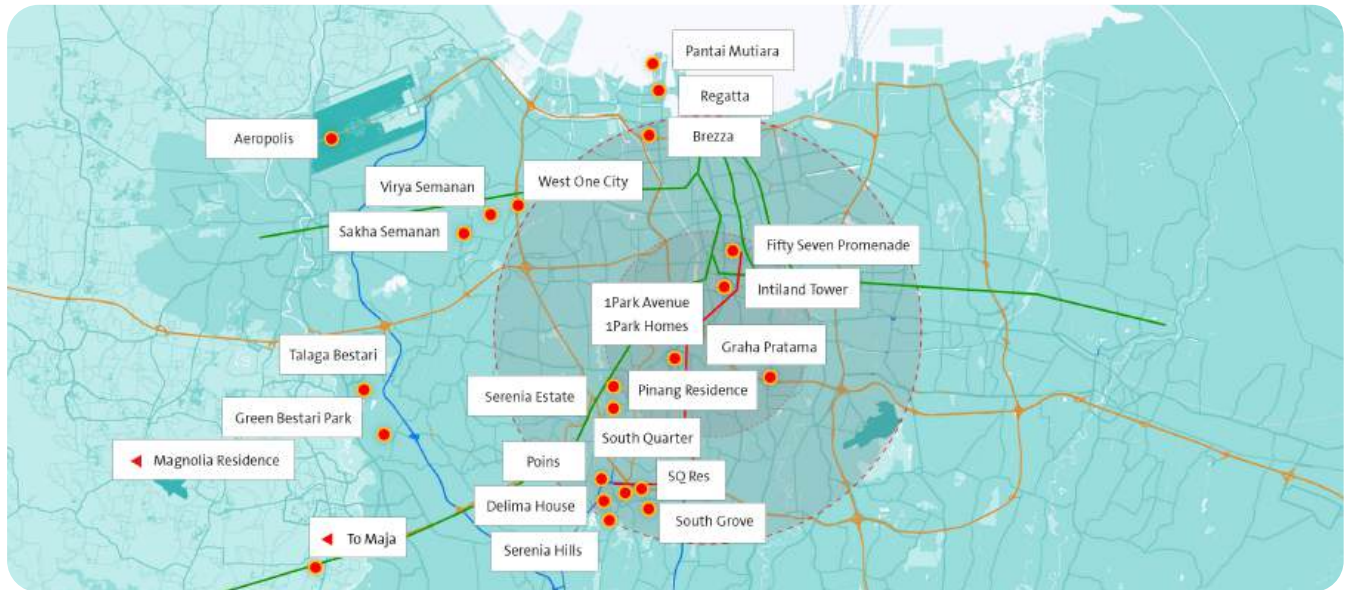 Pantai Mutiara
Regatta
Brezza
Aeropolis
Virya Semanan
West One City
Sakha Semanan
Fifty Seven Promenade
Intiland Tower
1Park Avenue
1Park Homes
Graha Pratama
Talaga Bestari
Pinang Residence
Serenia Estate
Green Bestari Park
South Quarter
Magnolia Residence
Poins
SQ Res
Delima House
South Grove
To Maja
Serenia Hills